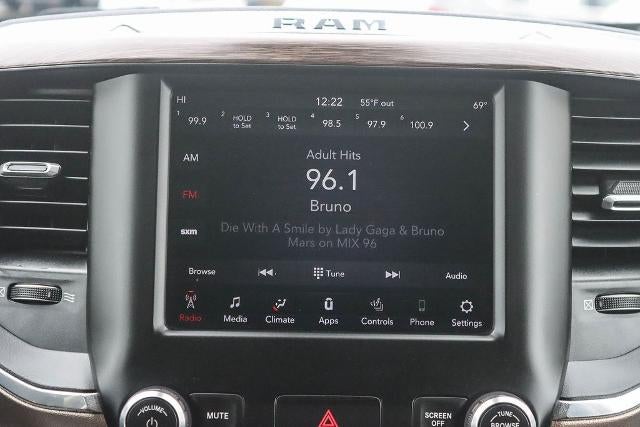 RAM
HI 12:22 55°F out 69°
1 99.9 2 HOLD to Set 3 HOLD to Set 4 98.5 5 97.9 6 100.9
AM
Adult Hits
96.1
FM
Bruno
sxm
Die With A Smile by Lady Gaga & Bruno
Mars on MIX 96
Browse Tune Audio
Radio Media Climate Apps Controls Phone Settings
VOLUME MUTE SCREEN OFF TUNE
BROWSE